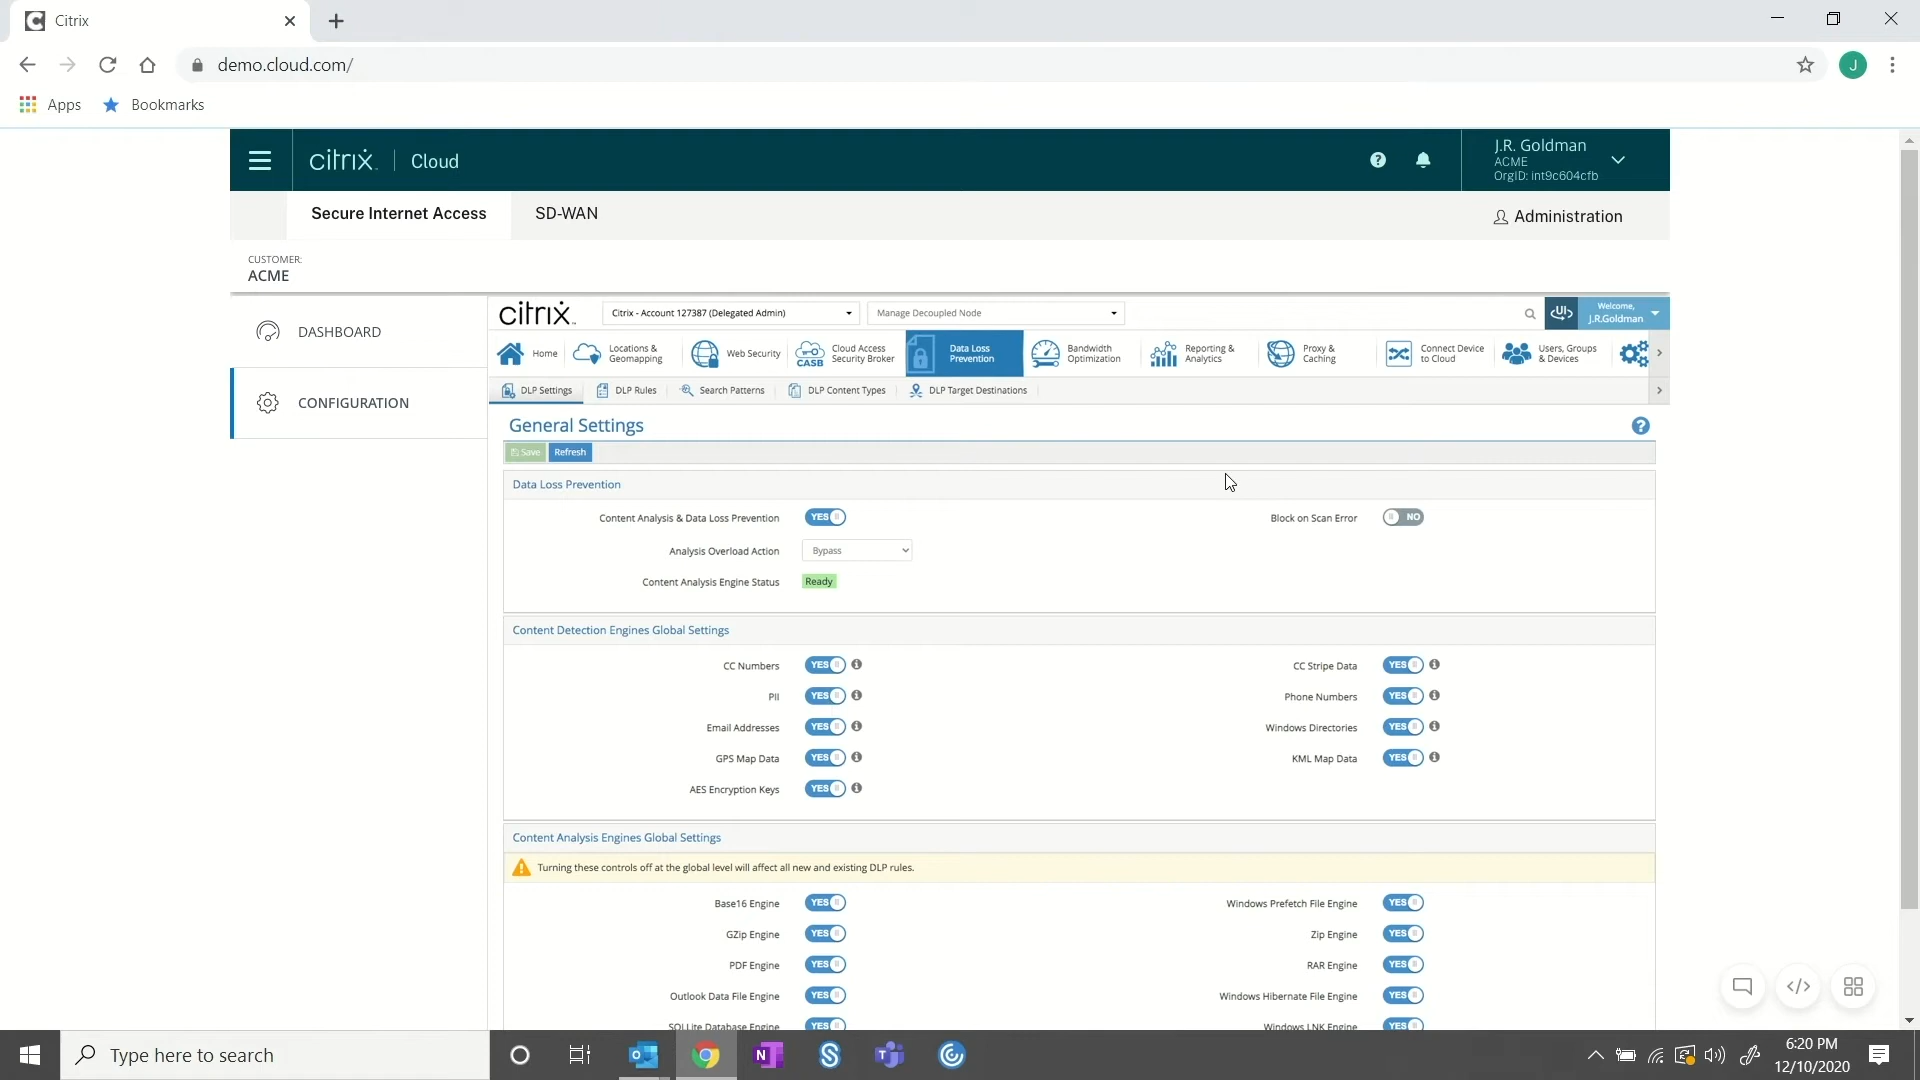 Citrix
demo.cloud.com/
J
Apps
Bookmarks
citrix
Cloud
J.R. Goldman
ACME
OrgID: int9c604cfb
Secure Internet Access
SD-WAN
Administration
CUSTOMER:
ACME
DASHBOARD
CONFIGURATION
citrix
Citrix - Account 127387 (Delegated Admin)
Manage Decoupled Node
UI
Welcome,
J.R.Goldman
Home
Locations &
Geomapping
Web Security
CASB
Cloud Access
Security Broker
Data Loss
Prevention
Bandwidth
Optimization
Reporting &
Analytics
Proxy &
Caching
Connect Device
to Cloud
Users, Groups
& Devices
DLP Settings
DLP Rules
Search Patterns
DLP Content Types
DLP Target Destinations
General Settings
Save
Refresh
Data Loss Prevention
Content Analysis & Data Loss Prevention YES
Block on Scan Error NO
Analysis Overload Action Bypass
Content Analysis Engine Status Ready
Content Detection Engines Global Settings
CC Numbers YES
CC Stripe Data YES
PII YES
Phone Numbers YES
Email Addresses YES
Windows Directories YES
GPS Map Data YES
KML Map Data YES
AES Encryption Keys YES
Content Analysis Engines Global Settings
Turning these controls off at the global level will affect all new and existing DLP rules.
Base16 Engine YES
Windows Prefetch File Engine YES
GZip Engine YES
Zip Engine YES
PDF Engine YES
RAR Engine YES
Outlook Data File Engine YES
Windows Hibernate File Engine YES
SQLLite Database Engine YES
Windows LNK Engine YES
Type here to search
6:20 PM
12/10/2020